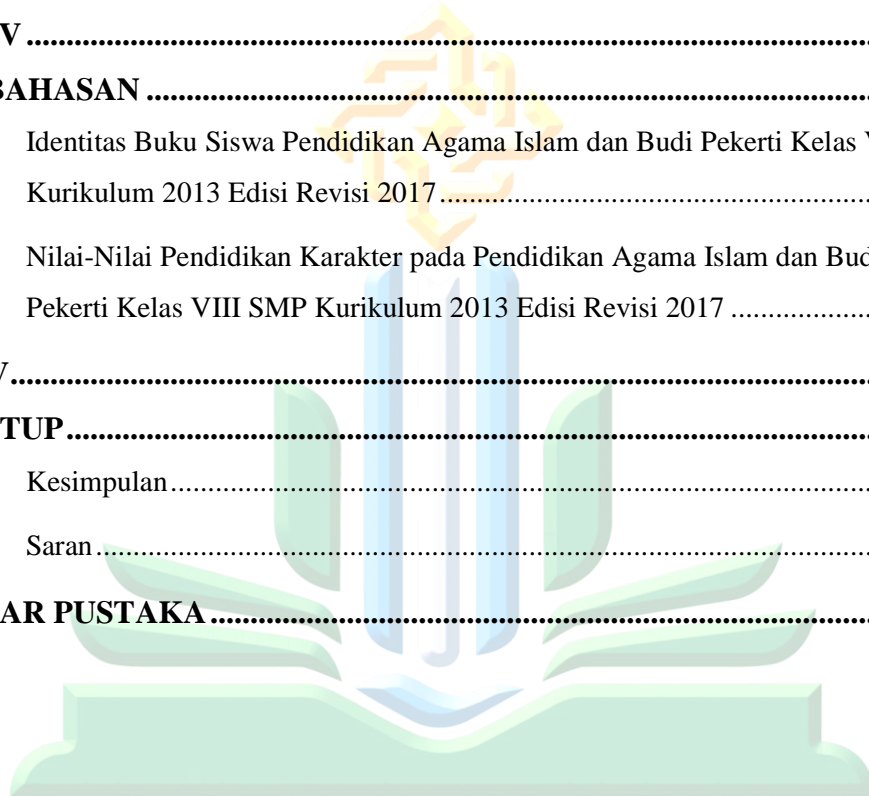 V ....................................................................................................
BAHASAN ....................................................................................
Identitas Buku Siswa Pendidikan Agama Islam dan Budi Pekerti Kelas V
Kurikulum 2013 Edisi Revisi 2017 ..............................................................
Nilai-Nilai Pendidikan Karakter pada Pendidikan Agama Islam dan Bud
Pekerti Kelas VIII SMP Kurikulum 2013 Edisi Revisi 2017 ....................
V ....................................................................................................
TUP ..............................................................................................
Kesimpulan ....................................................................................................
Saran ..............................................................................................................
AR PUSTAKA ............................................................................